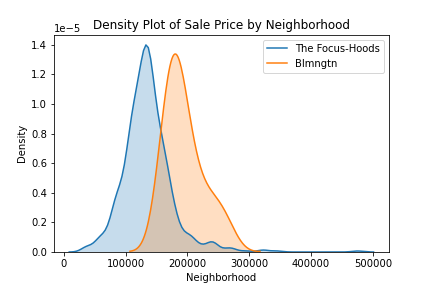 Density Plot of Sale Price by Neighborhood
1e−5
The Focus-Hoods
Blmngtn
1.4
1.2
1.0
0.8
0.6
0.4
0.2
0.0
Density
0
100000
200000
300000
400000
500000
Neighborhood